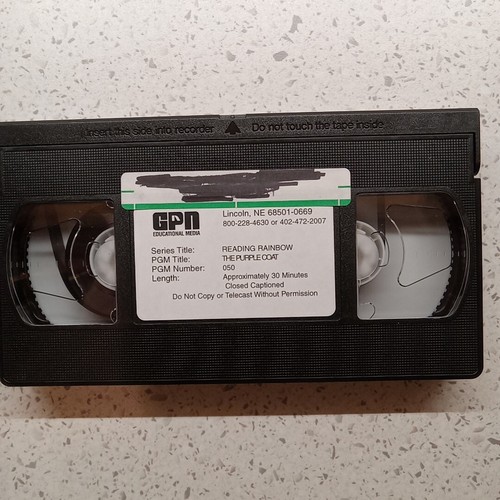 Insert this side into recorder Do not touch the tape inside
GPN Lincoln, NE 68501-0669
EDUCATIONAL MEDIA 800-228-4630 or 402-472-2007
Series Title: READING RAINBOW
PGM Title: THE PURPLE COAT
PGM Number: 050
Length: Approximately 30 Minutes
Closed Captioned
Do Not Copy or Telecast Without Permission